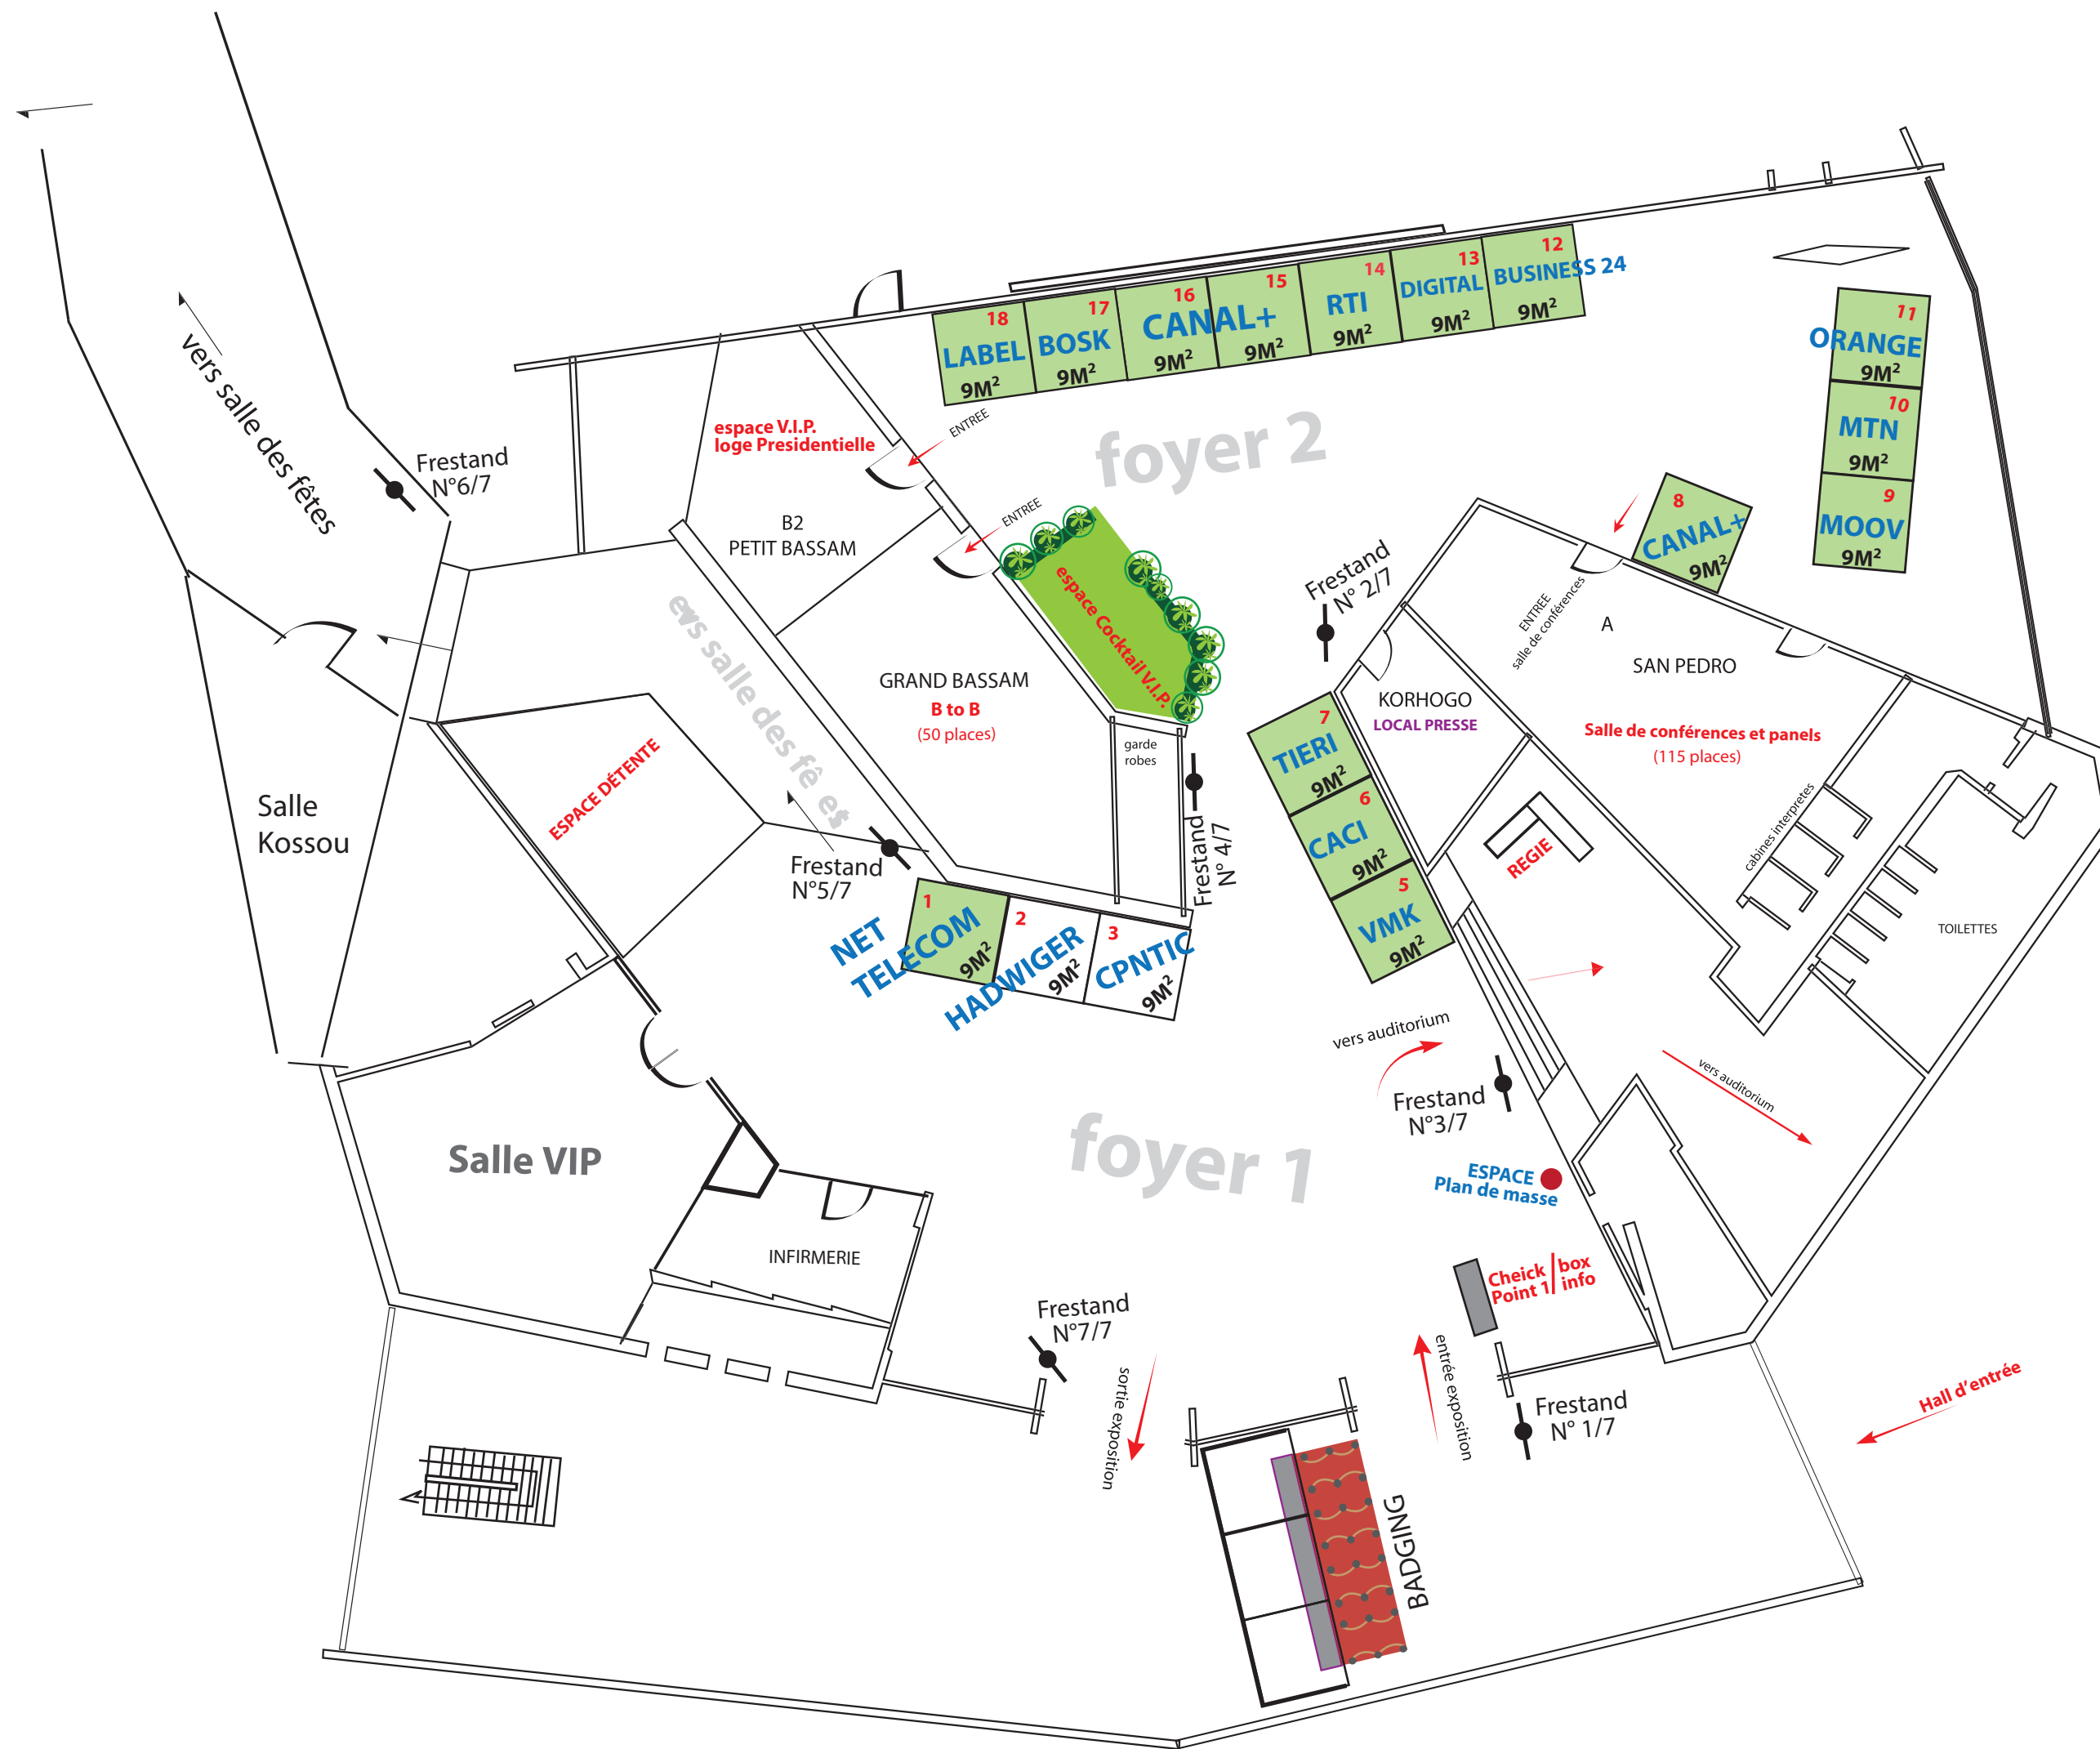 12
BUSINESS 24
9M²
13
DIGITAL
9M²
14
RTI
9M²
15
16
CANAL+
9M²
9M²
17
BOSK
9M²
18
LABEL
9M²
11
ORANGE
9M²
10
MTN
9M²
9
MOOV
9M²
8
CANAL+
9M²
vers salle des fêtes
Frestand
N°6/7
espace V.I.P.
loge Presidentielle
ENTREE
ENTREE
foyer 2
B2
PETIT BASSAM
espace Cocktail V.I.P.
Frestand
N° 2/7
ENTREE
salle de conférences
A
SAN PEDRO
Salle de conférences et panels
(115 places)
KORHOGO
LOCAL PRESSE
GRAND BASSAM
B to B
(50 places)
garde
robes
salle des fê
7
TIERI
9M²
6
CACI
9M²
5
VMK
9M²
REGIE
cabines interpretes
TOILETTES
ESPACE DÉTENTE
Salle
Kossou
Frestand
N°5/7
Frestand
N° 4/7
1
NET
TELECOM
9M²
2
HADWIGER
9M²
3
CPNTIC
9M²
vers auditorium
Frestand
N°3/7
vers auditorium
foyer 1
Salle VIP
ESPACE
Plan de masse
INFIRMERIE
Cheick
Point 1
box
info
Frestand
N°7/7
sortie exposition
entrée exposition
Frestand
N° 1/7
Hall d'entrée
BADGING